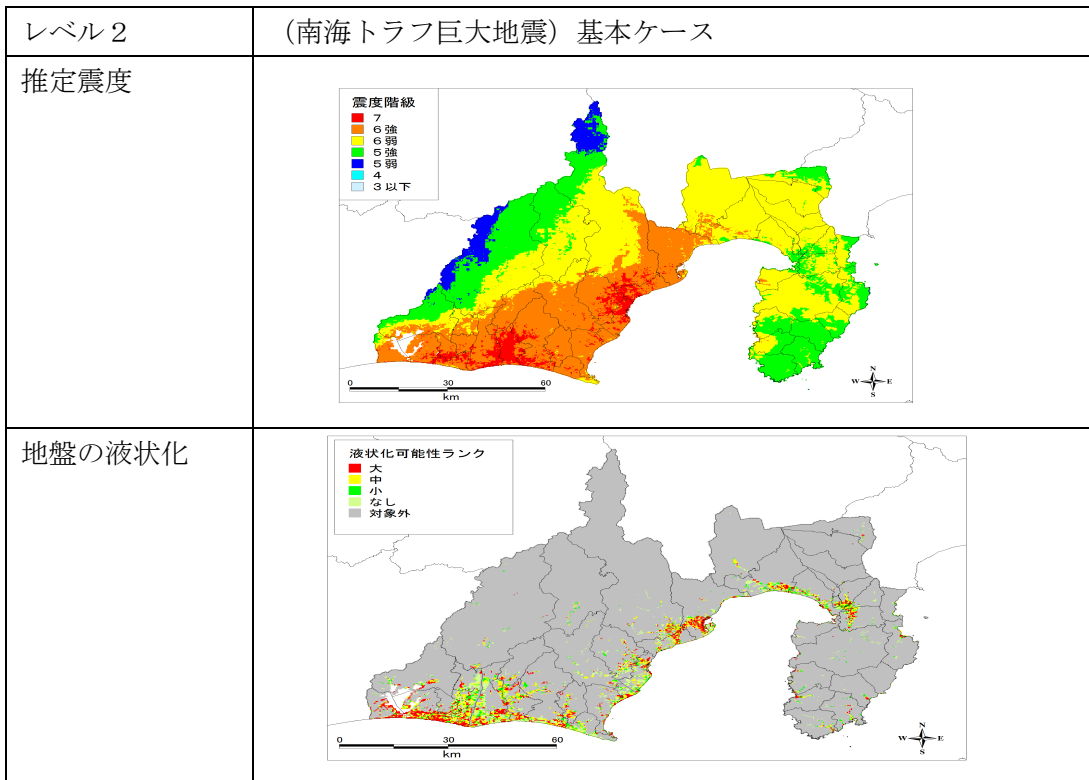 レベル２
（南海トラフ巨大地震）基本ケース
推定震度
震度階級
7
6強
6弱
5強
5弱
4
3以下
0 30 60
km
N
W E
S
地盤の液状化
液状化可能性ランク
大
中
小
なし
対象外
0 30 60
km
N
W E
S